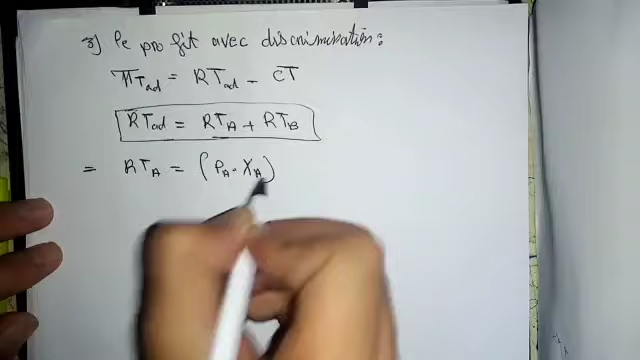 3) le profit avec discrimination:
πT_ad = RT_ad - CT
RT_ad = RT_A + RT_B
= RT_A = (P_A . X_A)